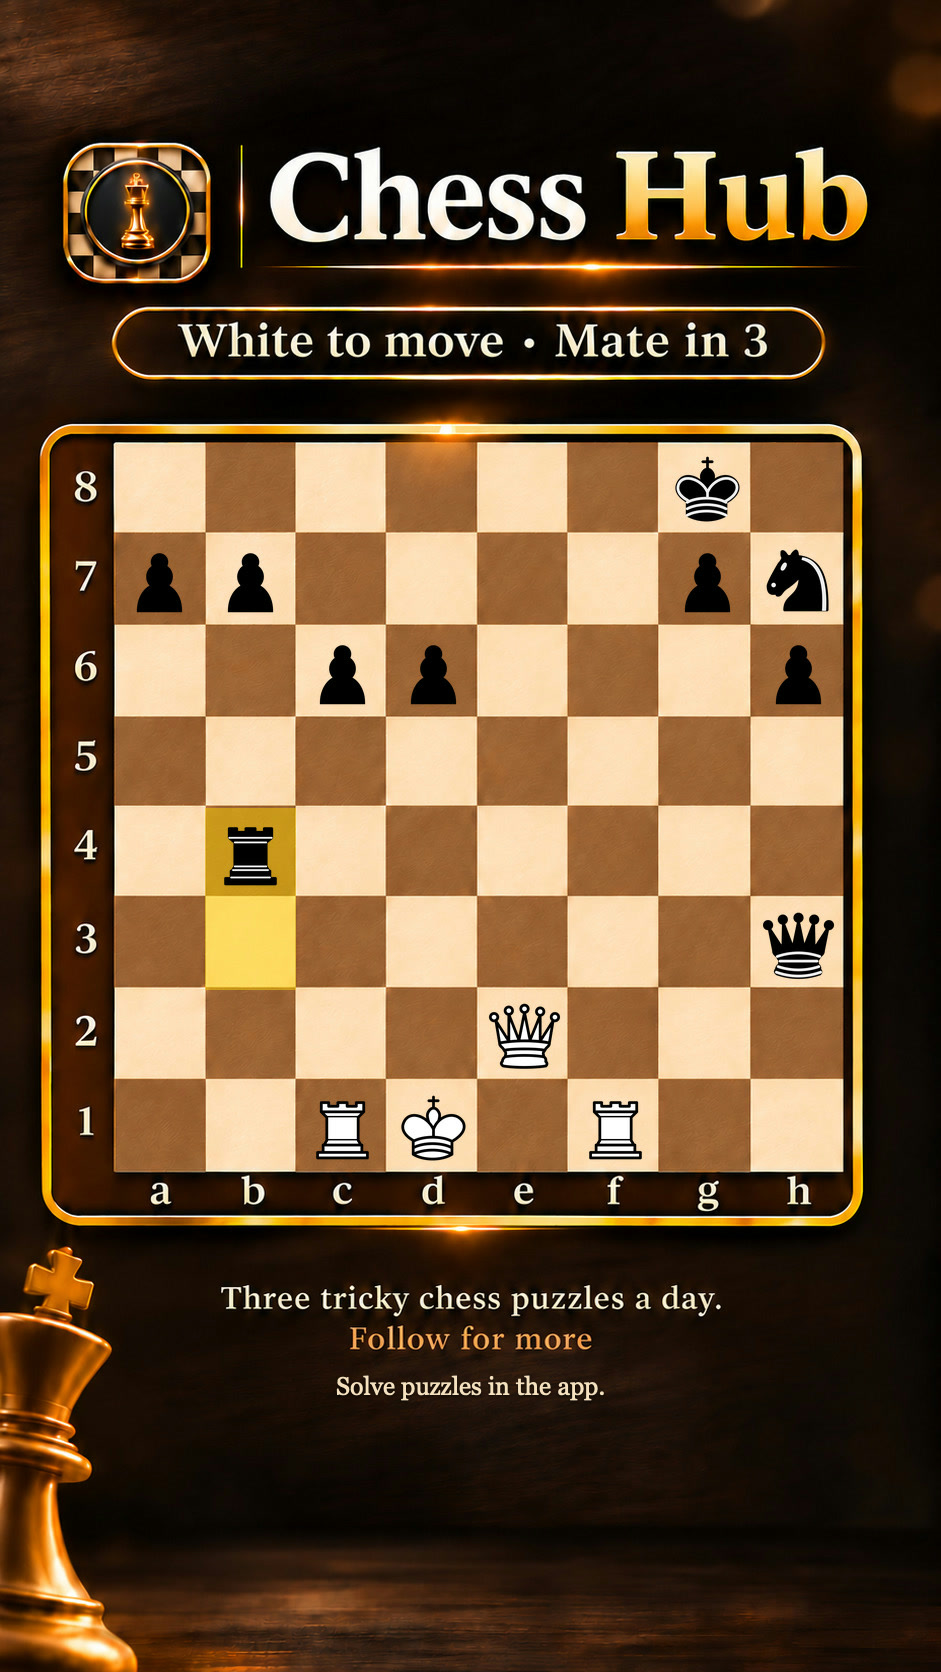 Chess Hub
White to move • Mate in 3
8
7
6
5
4
3
2
1
a b c d e f g h
Three tricky chess puzzles a day.
Follow for more
Solve puzzles in the app.